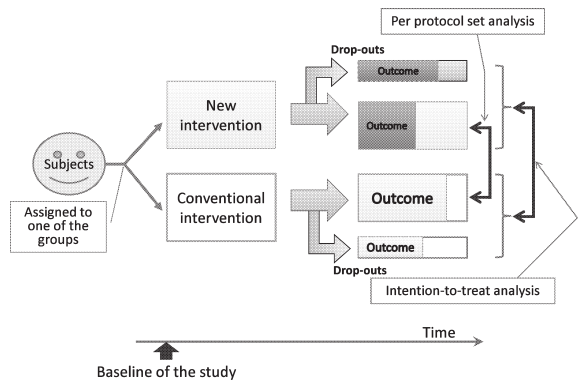 Per protocol set analysis
Drop-outs
Outcome
New
intervention
Outcome
Subjects
Conventional
intervention
Outcome
Assigned to
one of the
groups
Outcome
Drop-outs
Intention-to-treat analysis
Time
Baseline of the study